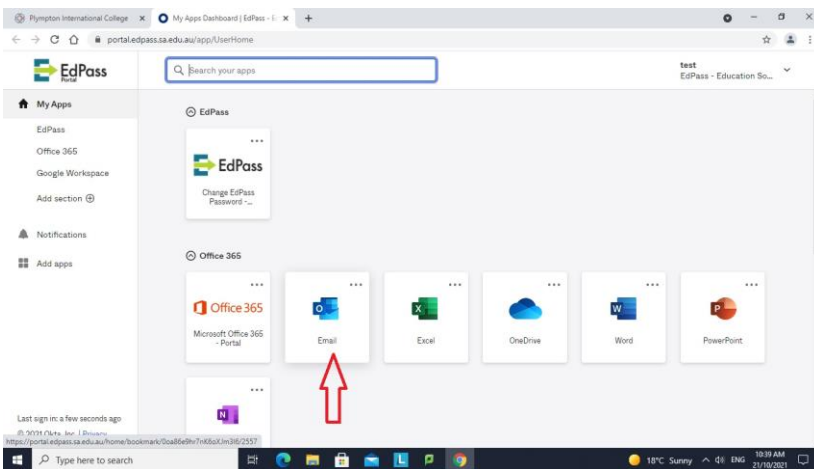 Plympton International College
My Apps Dashboard | EdPass - E
portal.edpass.sa.edu.au/app/UserHome
EdPass
Portal
Search your apps
test
EdPass - Education So...
My Apps
EdPass
Office 365
Google Workspace
Add section
Notifications
Add apps
EdPass
EdPass
Change EdPass
Password -...
Office 365
Office 365
Microsoft Office 365
- Portal
Email
Excel
OneDrive
Word
PowerPoint
Last sign in: a few seconds ago
© 2021 Okta, Inc. | Privacy
Type here to search
18°C Sunny
ENG
10:39 AM
21/10/2021